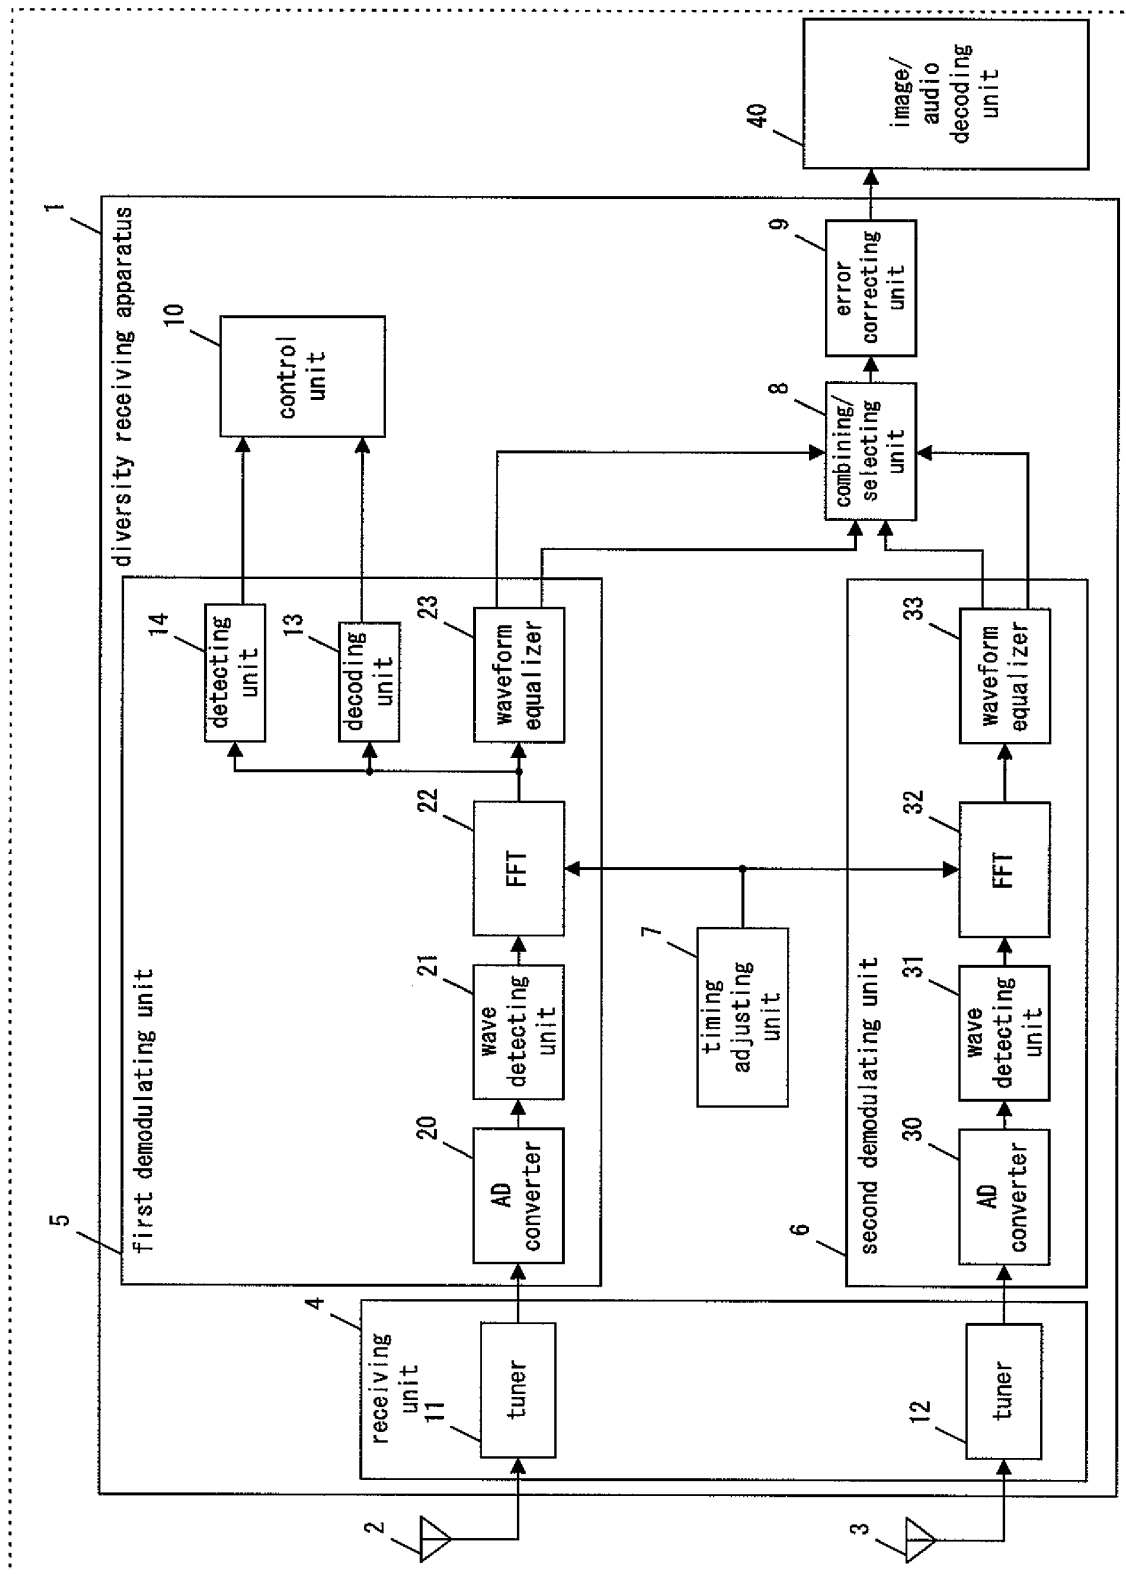 1
diversity receiving apparatus
5
first demodulating unit
14
detecting
unit
10
control
unit
13
decoding
unit
4
receiving
unit
11
tuner
2
20
AD
converter
21
wave
detecting
unit
22
FFT
23
waveform
equalizer
7
timing
adjusting
unit
8
combining/
selecting
unit
9
error
correcting
unit
40
image/
audio
decoding
unit
6
second demodulating unit
3
12
tuner
30
AD
converter
31
wave
detecting
unit
32
FFT
33
waveform
equalizer